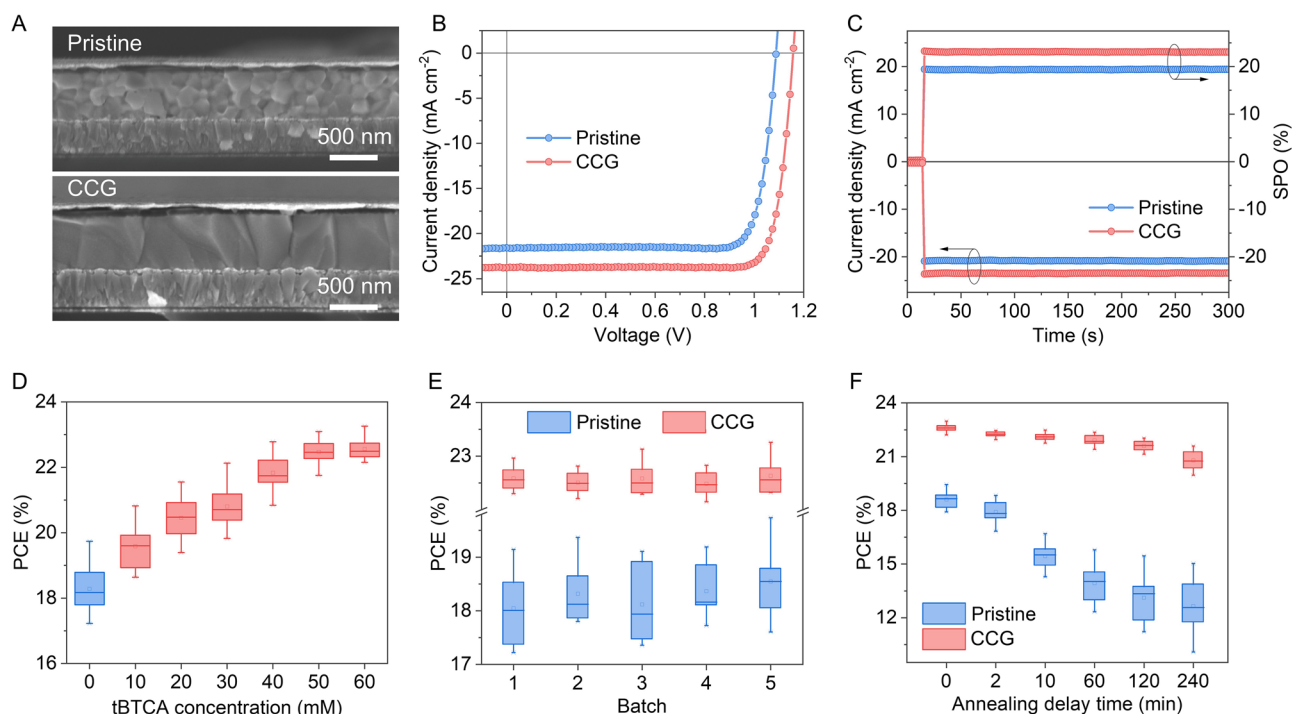 A
Pristine
500 nm
CCG
500 nm
B
Current density (mA cm⁻²)
0
-5
-10
-15
-20
-25
Pristine
CCG
0
0.2
0.4
0.6
0.8
1.0
1.2
Voltage (V)
C
Current density (mA cm⁻²)
20
10
0
-10
-20
20
10
0
-10
-20
SPO (%)
Pristine
CCG
0
50
100
150
200
250
300
Time (s)
D
PCE (%)
24
22
20
18
16
0
10
20
30
40
50
60
tBTCA concentration (mM)
E
PCE (%)
24
23
19
18
17
Pristine
CCG
1
2
3
4
5
Batch
F
PCE (%)
24
21
18
15
12
Pristine
CCG
0
2
10
60
120
240
Annealing delay time (min)